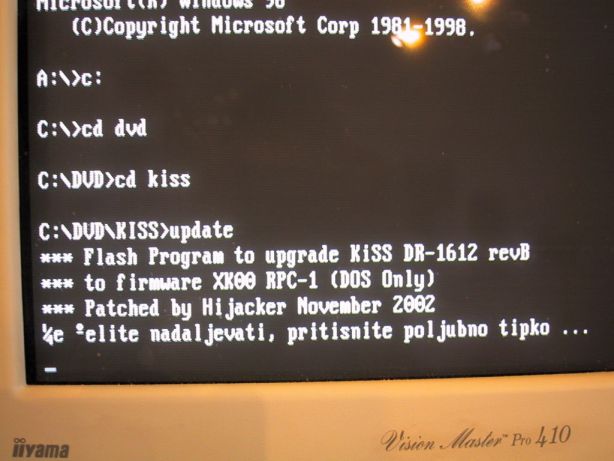 Microsoft(R) Windows 98
(C)Copyright Microsoft Corp 1981-1998.
A:\>c:
C:\>cd dvd
C:\DVD>cd kiss
C:\DVD\KISS>update
*** Flash Program to upgrade KiSS DR-1612 revB
*** to firmware XK00 RPC-1 (DOS Only)
*** Patched by Hijacker November 2002
¼e ºelite nadaljevati, pritisnite poljubno tipko ...
iiyama
Vision Master™ Pro 410